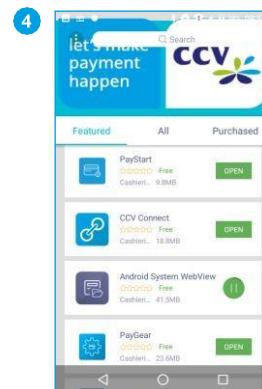 4
Search
let's make
payment
happen
CCV
Featured All Purchased
PayStart
Free
Cashieri... 9.8MB
OPEN
CCV Connect
Free
Cashieri... 18.8MB
OPEN
Android System WebView
Free
Cashieri... 41.5MB
PayGear
Free
Cashieri... 23.6MB
OPEN